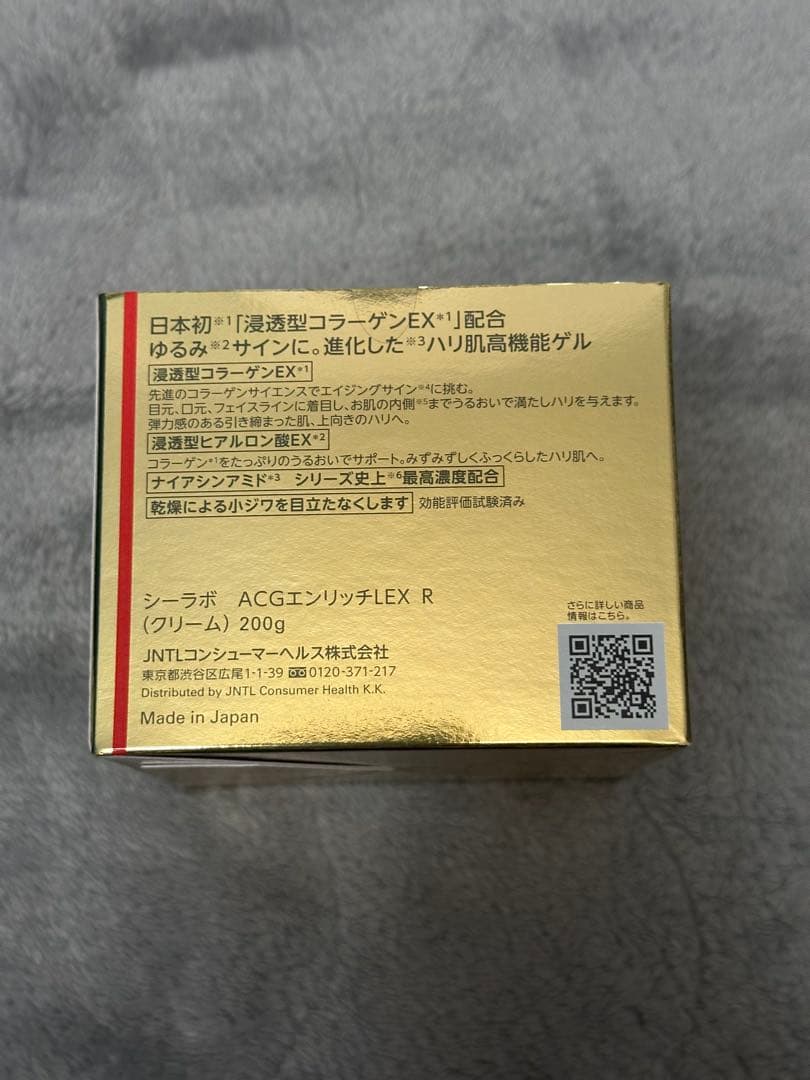 日本初※1「浸透型コラーゲンEX*1」配合
ゆるみ※2サインに。進化した※3ハリ肌高機能ゲル
浸透型コラーゲンEX*1
先進のコラーゲンサイエンスでエイジングサイン※4に挑む。
目元、口元、フェイスラインに着目し、お肌の内側※5までうるおいで満たしハリを与えます。
弾力感のある引き締まった肌、上向きのハリへ。
浸透型ヒアルロン酸EX*2
コラーゲン*1をたっぷりのうるおいでサポート。みずみずしくふっくらしたハリ肌へ。
ナイアシンアミド*3 シリーズ史上※6最高濃度配合
乾燥による小ジワを目立たなくします 効能評価試験済み
シーラボ ACGエンリッチLEX R
(クリーム) 200g
JNTLコンシューマーヘルス株式会社
東京都渋谷区広尾1-1-39 0120-371-217
Distributed by JNTL Consumer Health K.K.
Made in Japan
さらに詳しい商品
情報はこちら。